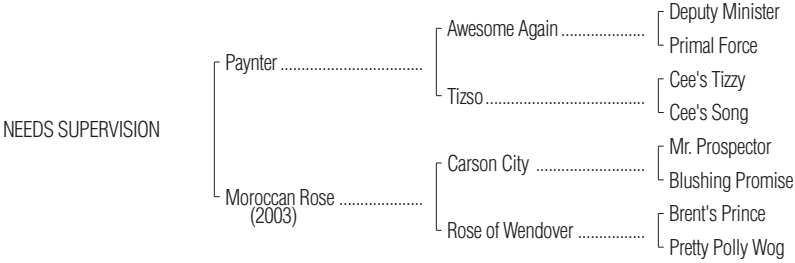 Deputy Minister
Awesome Again ....................
Primal Force
Paynter ..................................
Cee's Tizzy
Tizso ......................................
Cee's Song
NEEDS SUPERVISION
Mr. Prospector
Carson City ..........................
Blushing Promise
Moroccan Rose ....................
(2003)
Brent's Prince
Rose of Wendover ................
Pretty Polly Wog